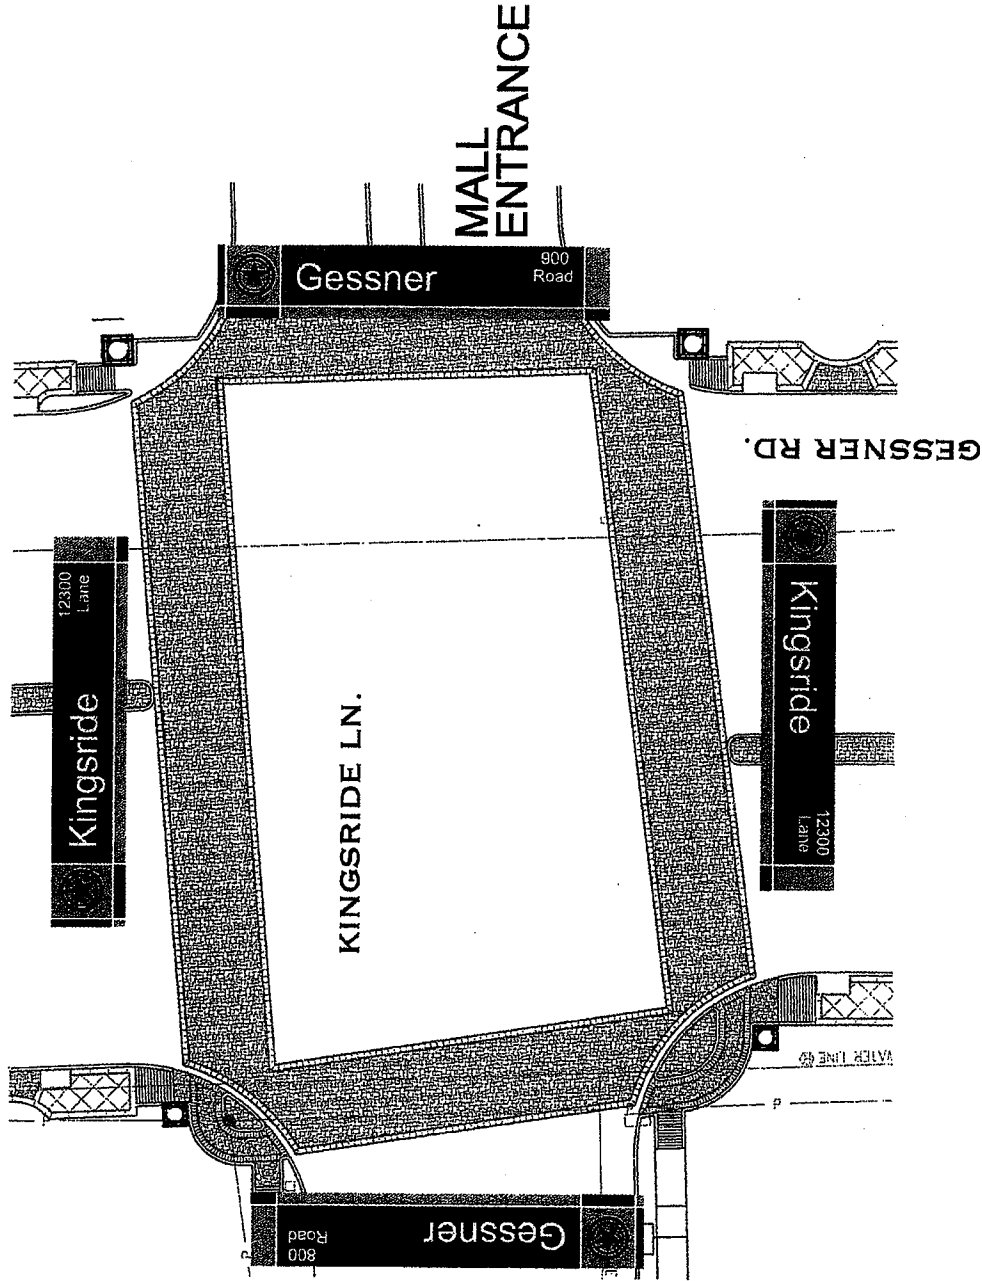 MALL
ENTRANCE
Gessner
900
Road
GESSNER RD.
12300
Lane
Kingsride
Kingsride
12300
Lane
KINGSRIDE LN.
WATER LINE
P
P
P
Gessner
800
Road